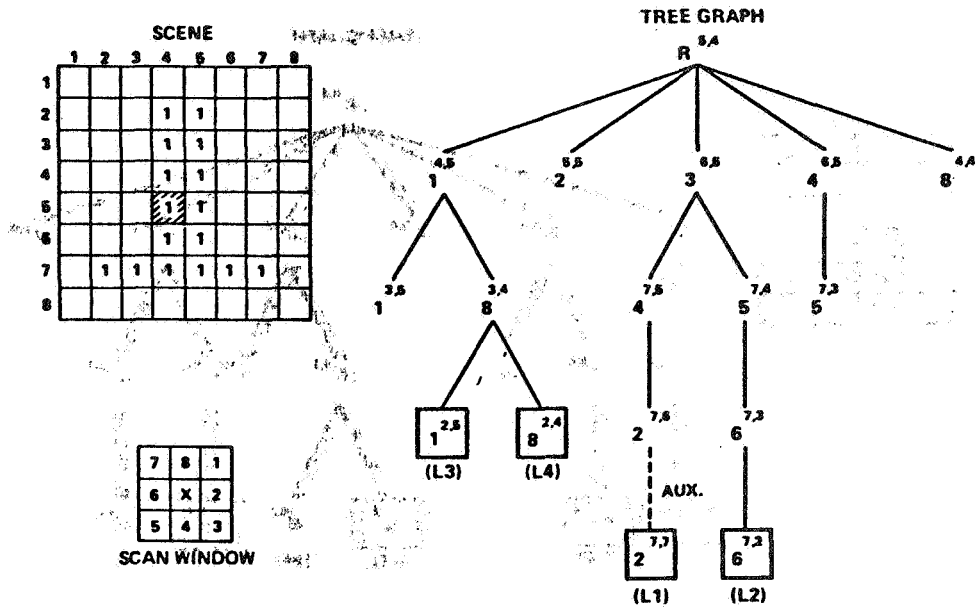 SCENE
1 2 3 4 5 6 7 8
1
2 1 1
3 1 1
4 1 1
5 1 1
6 1 1
7 1 1 1 1 1 1
8
TREE GRAPH
R 5,4
1 4,5 2 5,5 3 6,5 4 6,5 8 4,4
1 3,5 8 3,4 4 7,5 5 7,4 5 7,3
1 2,5 8 2,4 2 7,6 6 7,3
(L3) (L4)
AUX.
2 7,7 6 7,2
(L1) (L2)
7 8 1
6 X 2
5 4 3
SCAN WINDOW